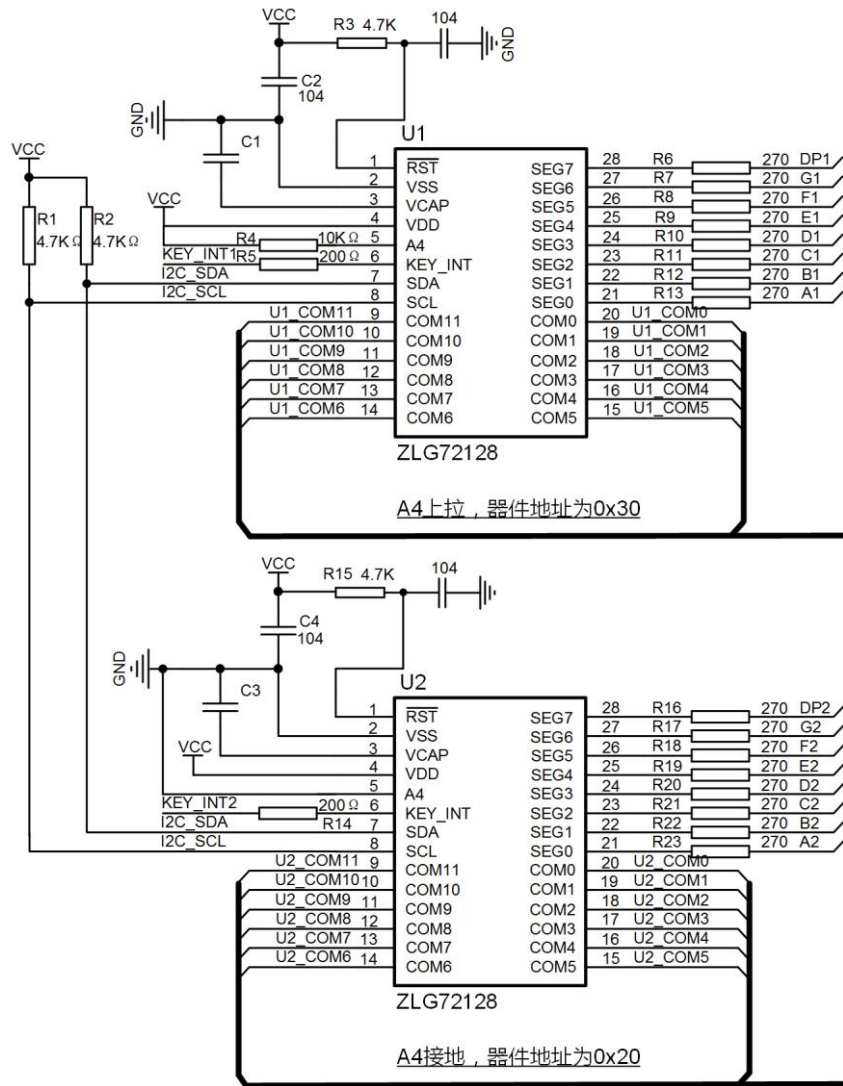 VCC
R3 4.7K
104
GND
C2
104
GND
C1
VCC
R1
4.7KΩ
R2
4.7KΩ
U1
1 RST SEG7 28 R6 270 DP1
2 VSS SEG6 27 R7 270 G1
3 VCAP SEG5 26 R8 270 F1
VCC
4 VDD SEG4 25 R9 270 E1
R4 10KΩ 5 A4 SEG3 24 R10 270 D1
KEY_INT1 R5 200Ω 6 KEY_INT SEG2 23 R11 270 C1
I2C_SDA 7 SDA SEG1 22 R12 270 B1
I2C_SCL 8 SCL SEG0 21 R13 270 A1
U1_COM11 9 COM11 COM0 20 U1_COM0
U1_COM10 10 COM10 COM1 19 U1_COM1
U1_COM9 11 COM9 COM2 18 U1_COM2
U1_COM8 12 COM8 COM3 17 U1_COM3
U1_COM7 13 COM7 COM4 16 U1_COM4
U1_COM6 14 COM6 COM5 15 U1_COM5
ZLG72128
A4上拉，器件地址为0x30
VCC
R15 4.7K
104
C4
104
GND
C3
U2
1 RST SEG7 28 R16 270 DP2
2 VSS SEG6 27 R17 270 G2
3 VCAP SEG5 26 R18 270 F2
VCC
4 VDD SEG4 25 R19 270 E2
5 A4 SEG3 24 R20 270 D2
KEY_INT2 200Ω 6 KEY_INT SEG2 23 R21 270 C2
I2C_SDA R14 7 SDA SEG1 22 R22 270 B2
I2C_SCL 8 SCL SEG0 21 R23 270 A2
U2_COM11 9 COM11 COM0 20 U2_COM0
U2_COM10 10 COM10 COM1 19 U2_COM1
U2_COM9 11 COM9 COM2 18 U2_COM2
U2_COM8 12 COM8 COM3 17 U2_COM3
U2_COM7 13 COM7 COM4 16 U2_COM4
U2_COM6 14 COM6 COM5 15 U2_COM5
ZLG72128
A4接地，器件地址为0x20